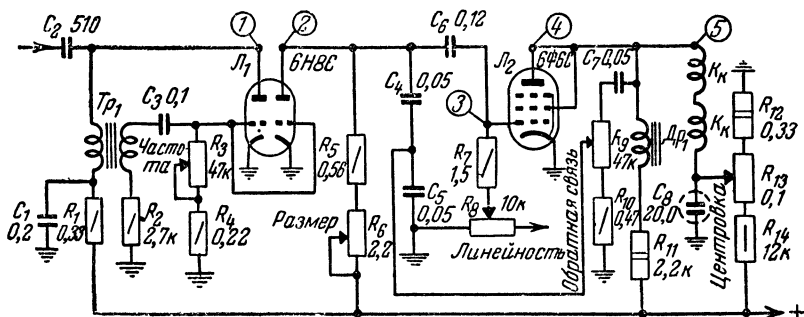 C₂ 510
1
2
C₆ 0,12
4
5
Л₁
6Н8С
Л₂
6Ф6С
C₇ 0,05
Тр₁
C₃ 0,1
Частота
R₃
47к
C₄
0,05
3
R₅
0,56
R₇
1,5
Кк
Кк
R₉
47к
Др₁
R₁₂
0,33
C₁
0,2
R₁
0,33
R₂
2,7к
R₄
0,22
Размер
R₆
2,2
C₅
0,05
R₈
10к
Линейность
Обратная связь
R₁₀
0,47
R₁₁
2,2к
C₈
20,0
Центровка
R₁₃
0,1
R₁₄
12к
+